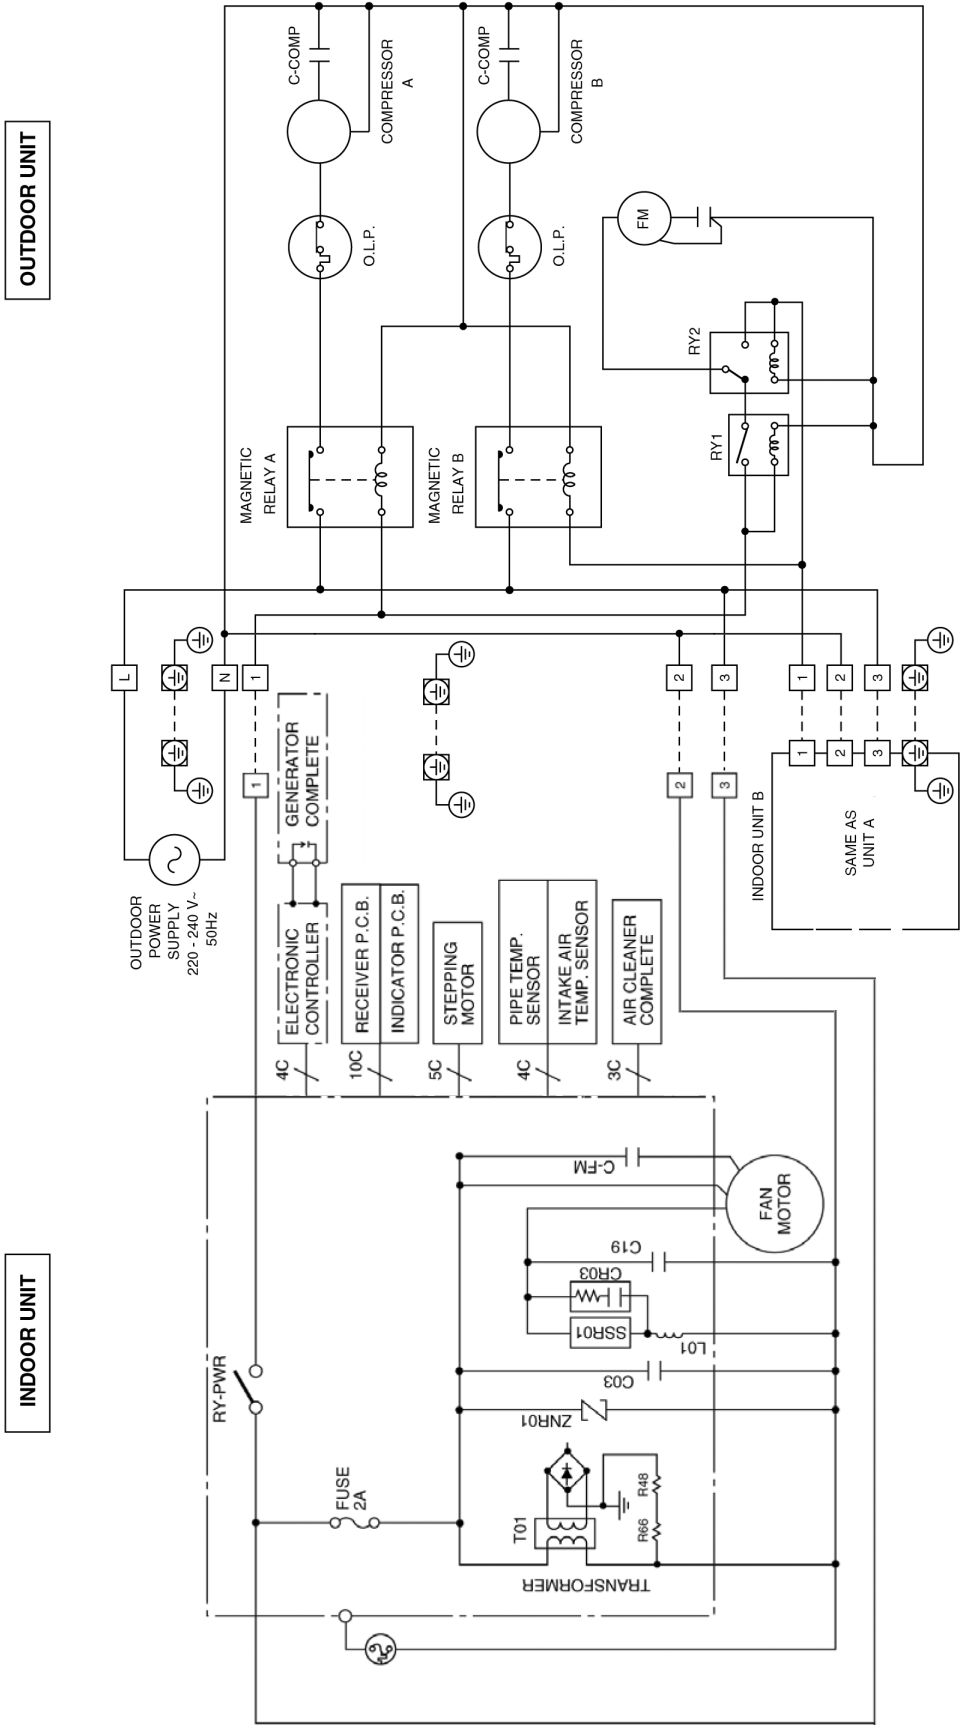 OUTDOOR UNIT
C-COMP
COMPRESSOR
A
C-COMP
COMPRESSOR
B
O.L.P.
O.L.P.
FM
RY2
RY1
MAGNETIC
RELAY A
MAGNETIC
RELAY B
L
N
1
2
3
1
2
3
1
2
3
1
2
3
OUTDOOR
POWER
SUPPLY
220 - 240 V~
50Hz
GENERATOR
COMPLETE
ELECTRONIC
CONTROLLER
RECEIVER P.C.B.
INDICATOR P.C.B.
STEPPING
MOTOR
PIPE TEMP.
SENSOR
INTAKE AIR
TEMP. SENSOR
AIR CLEANER
COMPLETE
INDOOR UNIT B
SAME AS
UNIT A
4C
10C
5C
4C
3C
INDOOR UNIT
RY-PWR
FUSE
2A
C-FM
FAN
MOTOR
C19
CR03
SSR01
L01
C03
ZNR01
T01
R48
R66
TRANSFORMER